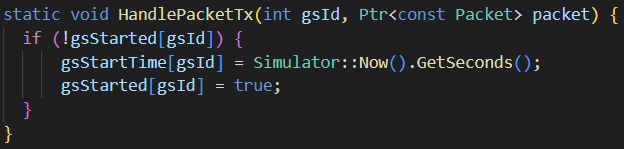 static void HandlePacketTx(int gsId, Ptr<const Packet> packet) {
  if (!gsStarted[gsId]) {
      gsStartTime[gsId] = Simulator::Now().GetSeconds();
      gsStarted[gsId] = true;
  }
}